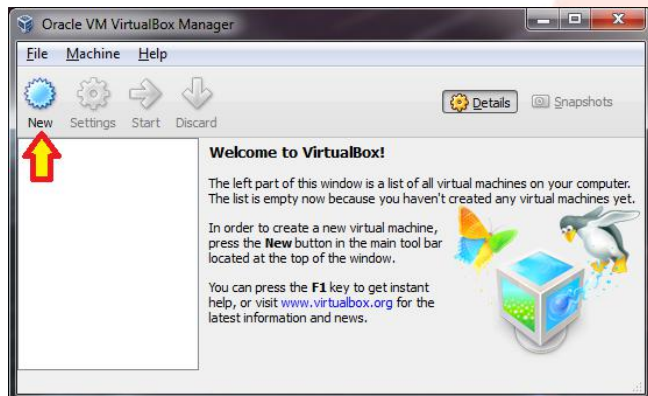 Oracle VM VirtualBox Manager
File Machine Help
New Settings Start Discard
Details Snapshots
Welcome to VirtualBox!
The left part of this window is a list of all virtual machines on your computer.
The list is empty now because you haven't created any virtual machines yet.
In order to create a new virtual machine,
press the New button in the main tool bar
located at the top of the window.
You can press the F1 key to get instant
help, or visit www.virtualbox.org for the
latest information and news.